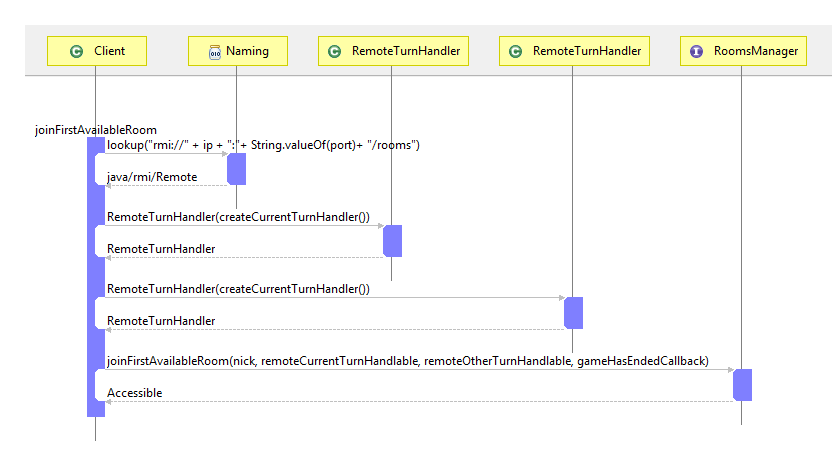 Client
Naming
RemoteTurnHandler
RemoteTurnHandler
RoomsManager
joinFirstAvailableRoom
lookup("rmi://" + ip + ":"+ String.valueOf(port)+ "/rooms")
java/rmi/Remote
RemoteTurnHandler(createCurrentTurnHandler())
RemoteTurnHandler
RemoteTurnHandler(createCurrentTurnHandler())
RemoteTurnHandler
joinFirstAvailableRoom(nick, remoteCurrentTurnHandlable, remoteOtherTurnHandlable, gameHasEndedCallback)
Accessible